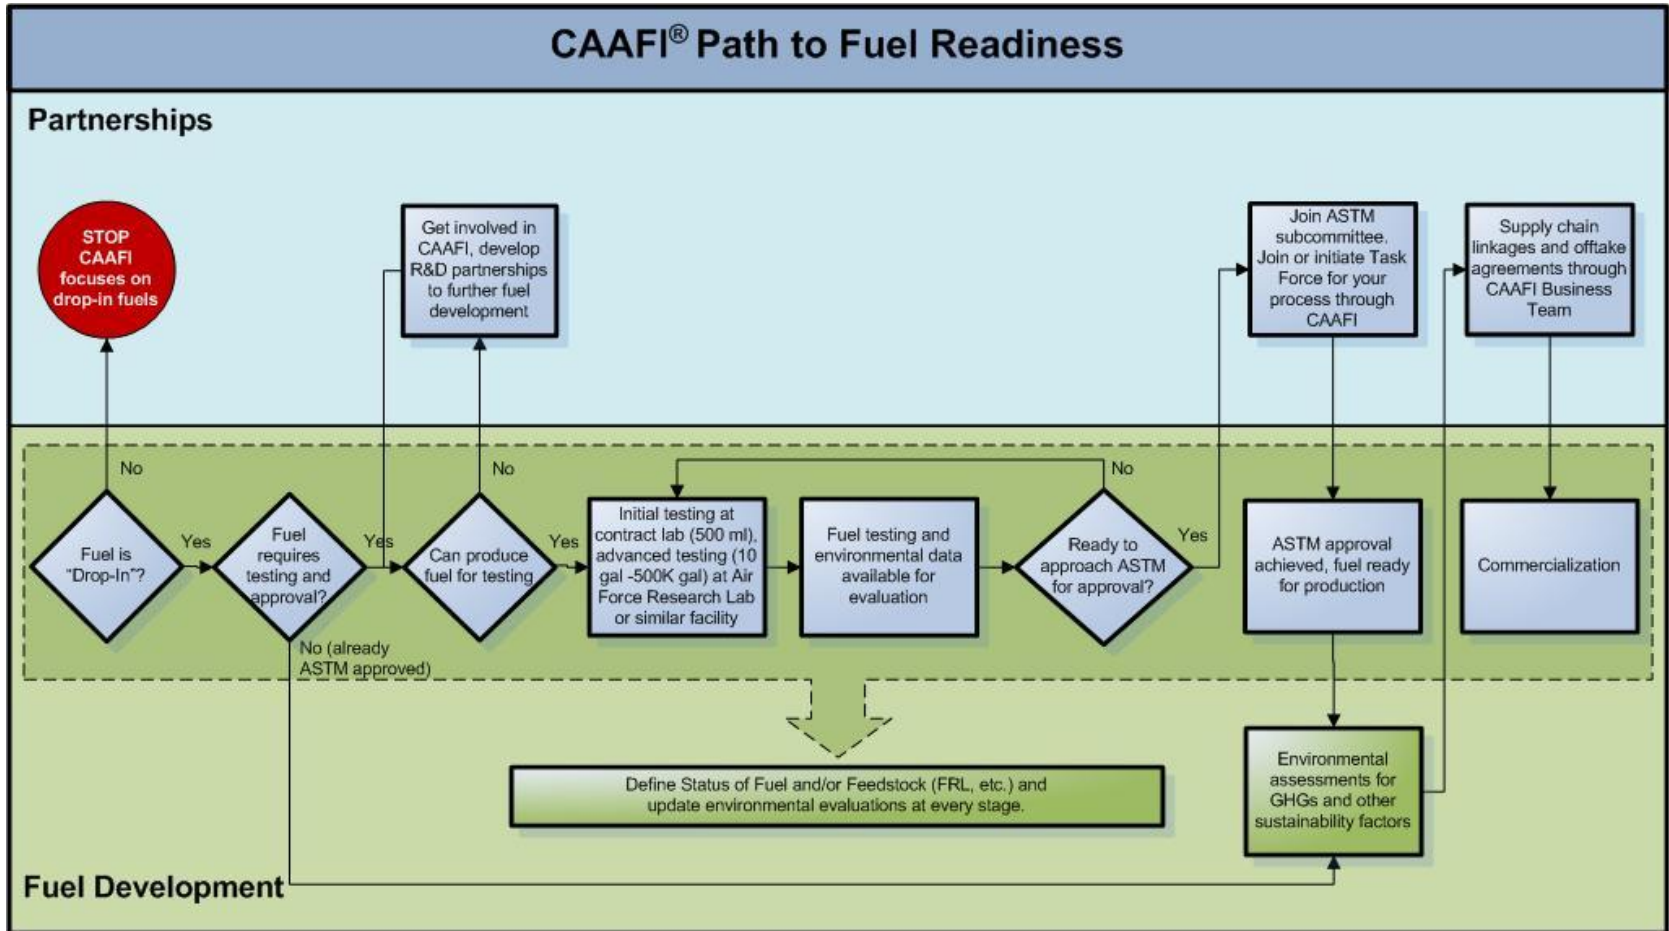 CAAFI® Path to Fuel Readiness
Partnerships
STOP
CAAFI
focuses on
drop-in fuels
Get involved in
CAAFI, develop
R&D partnerships
to further fuel
development
Join ASTM
subcommittee.
Join or initiate Task
Force for your
process through
CAAFI
Supply chain
linkages and offtake
agreements through
CAAFI Business
Team
No
Fuel is
“Drop-In”?
Yes
Fuel
requires
testing and
approval?
Yes
No (already
ASTM approved)
No
Can produce
fuel for testing
Yes
Initial testing at
contract lab (500 ml),
advanced testing (10
gal -500K gal) at Air
Force Research Lab
or similar facility
Fuel testing and
environmental data
available for
evaluation
No
Ready to
approach ASTM
for approval?
Yes
ASTM approval
achieved, fuel ready
for production
Commercialization
Define Status of Fuel and/or Feedstock (FRL, etc.) and
update environmental evaluations at every stage.
Environmental
assessments for
GHGs and other
sustainability factors
Fuel Development